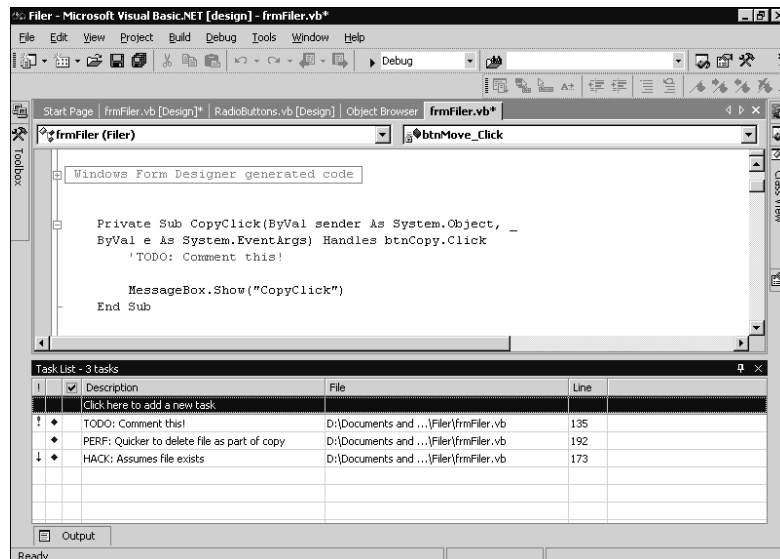 Filer - Microsoft Visual Basic.NET [design] - frmFiler.vb*
File Edit View Project Build Debug Tools Window Help
Debug
Start Page frmFiler.vb [Design]* RadioButtons.vb [Design] Object Browser frmFiler.vb*
frmFiler (Filer) btnMove_Click
Toolbox
Class View
Windows Form Designer generated code
Private Sub CopyClick(ByVal sender As System.Object, _
ByVal e As System.EventArgs) Handles btnCopy.Click
'TODO: Comment this!
MessageBox.Show("CopyClick")
End Sub
Task List - 3 tasks
! Description File Line
Click here to add a new task
! TODO: Comment this! D:\Documents and ...\Filer\frmFiler.vb 135
PERF: Quicker to delete file as part of copy D:\Documents and ...\Filer\frmFiler.vb 192
HACK: Assumes file exists D:\Documents and ...\Filer\frmFiler.vb 173
Output
Ready